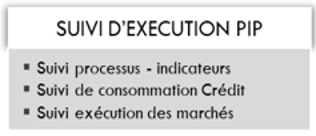 SUIVI D'EXECUTION PIP
▪ Suivi processus - indicateurs
▪ Suivi de consommation Crédit
▪ Suivi exécution des marchés